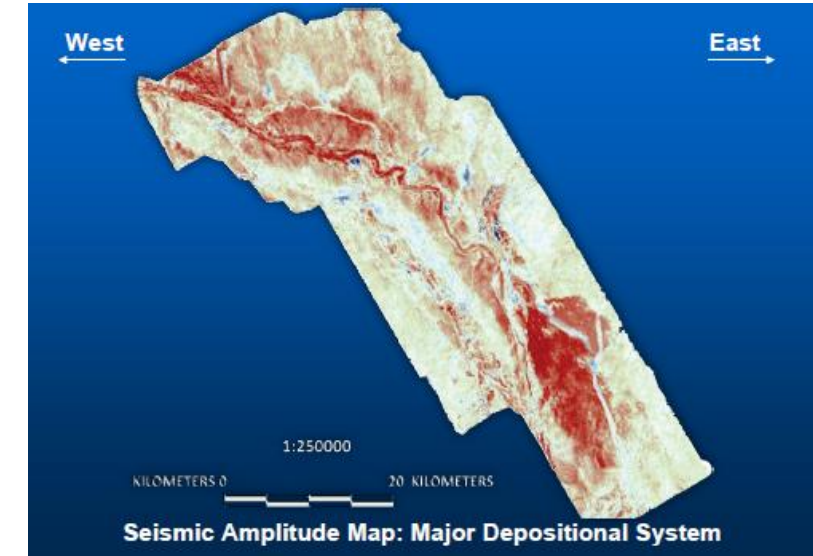 West
East
1:250000
KILOMETERS 0 20 KILOMETERS
Seismic Amplitude Map: Major Depositional System